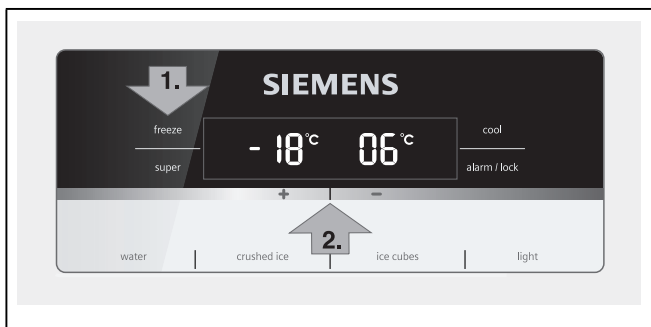 1.
SIEMENS
freeze
- 18°C 06°C
cool
super
alarm / lock
+ -
2.
water crushed ice ice cubes light